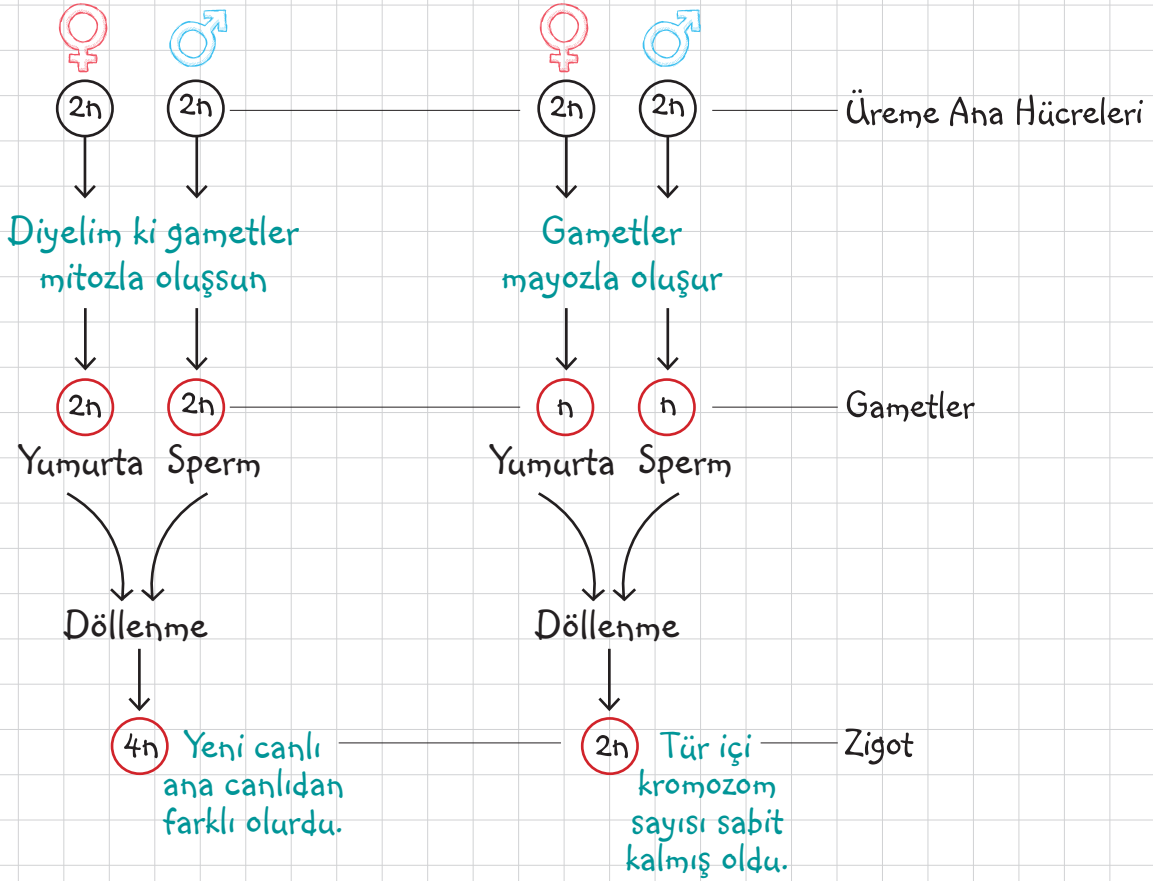 2n 2n 2n 2n Üreme Ana Hücreleri
Diyelim ki gametler
mitozla oluşsun
Gametler
mayozla oluşur
2n 2n n n Gametler
Yumurta Sperm Yumurta Sperm
Döllenme Döllenme
4n Yeni canlı
ana canlıdan
farklı olurdu.
2n Tür içi
kromozom
sayısı sabit
kalmış oldu.
Zigot